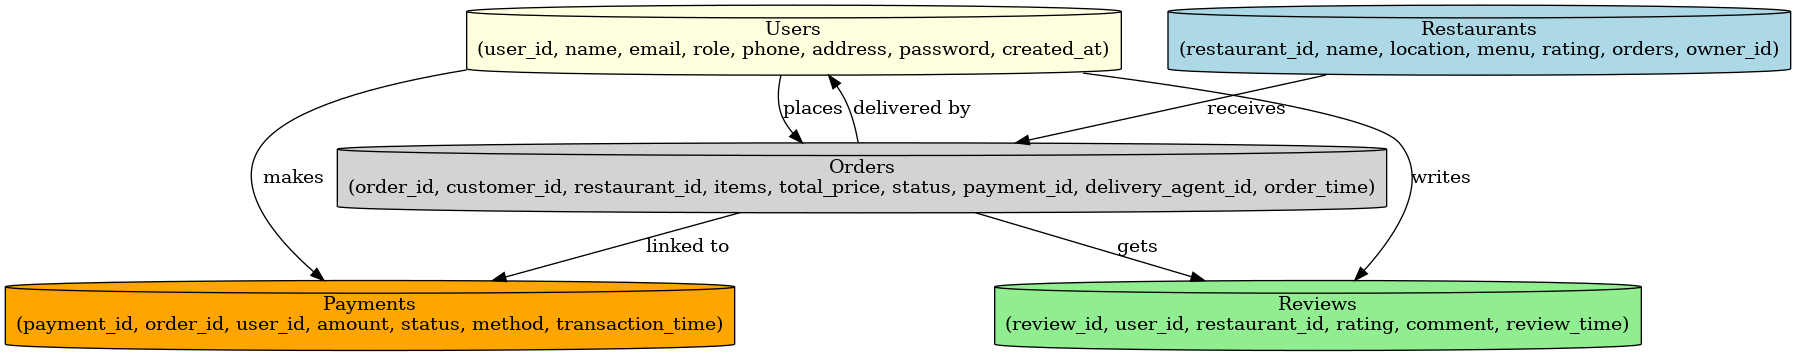 Users
(user_id, name, email, role, phone, address, password, created_at)
Restaurants
(restaurant_id, name, location, menu, rating, orders, owner_id)
places
delivered by
receives
Orders
(order_id, customer_id, restaurant_id, items, total_price, status, payment_id, delivery_agent_id, order_time)
makes
writes
linked to
gets
Payments
(payment_id, order_id, user_id, amount, status, method, transaction_time)
Reviews
(review_id, user_id, restaurant_id, rating, comment, review_time)